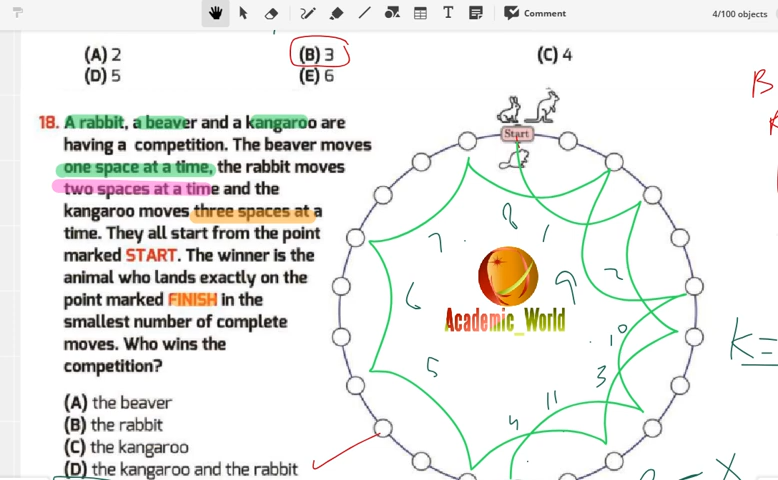 Comment
4/100 objects
(A) 2
(B) 3
(C) 4
(D) 5
(E) 6
B
18. A rabbit, a beaver and a kangaroo are
having a competition. The beaver moves
one space at a time, the rabbit moves
two spaces at a time and the
kangaroo moves three spaces at a
time. They all start from the point
marked START. The winner is the
animal who lands exactly on the
point marked FINISH in the
smallest number of complete
moves. Who wins the
competition?
(A) the beaver
(B) the rabbit
(C) the kangaroo
(D) the kangaroo and the rabbit
Start
8
1
7
2
6
9
Academic_World
10
5
3
11
4
K=